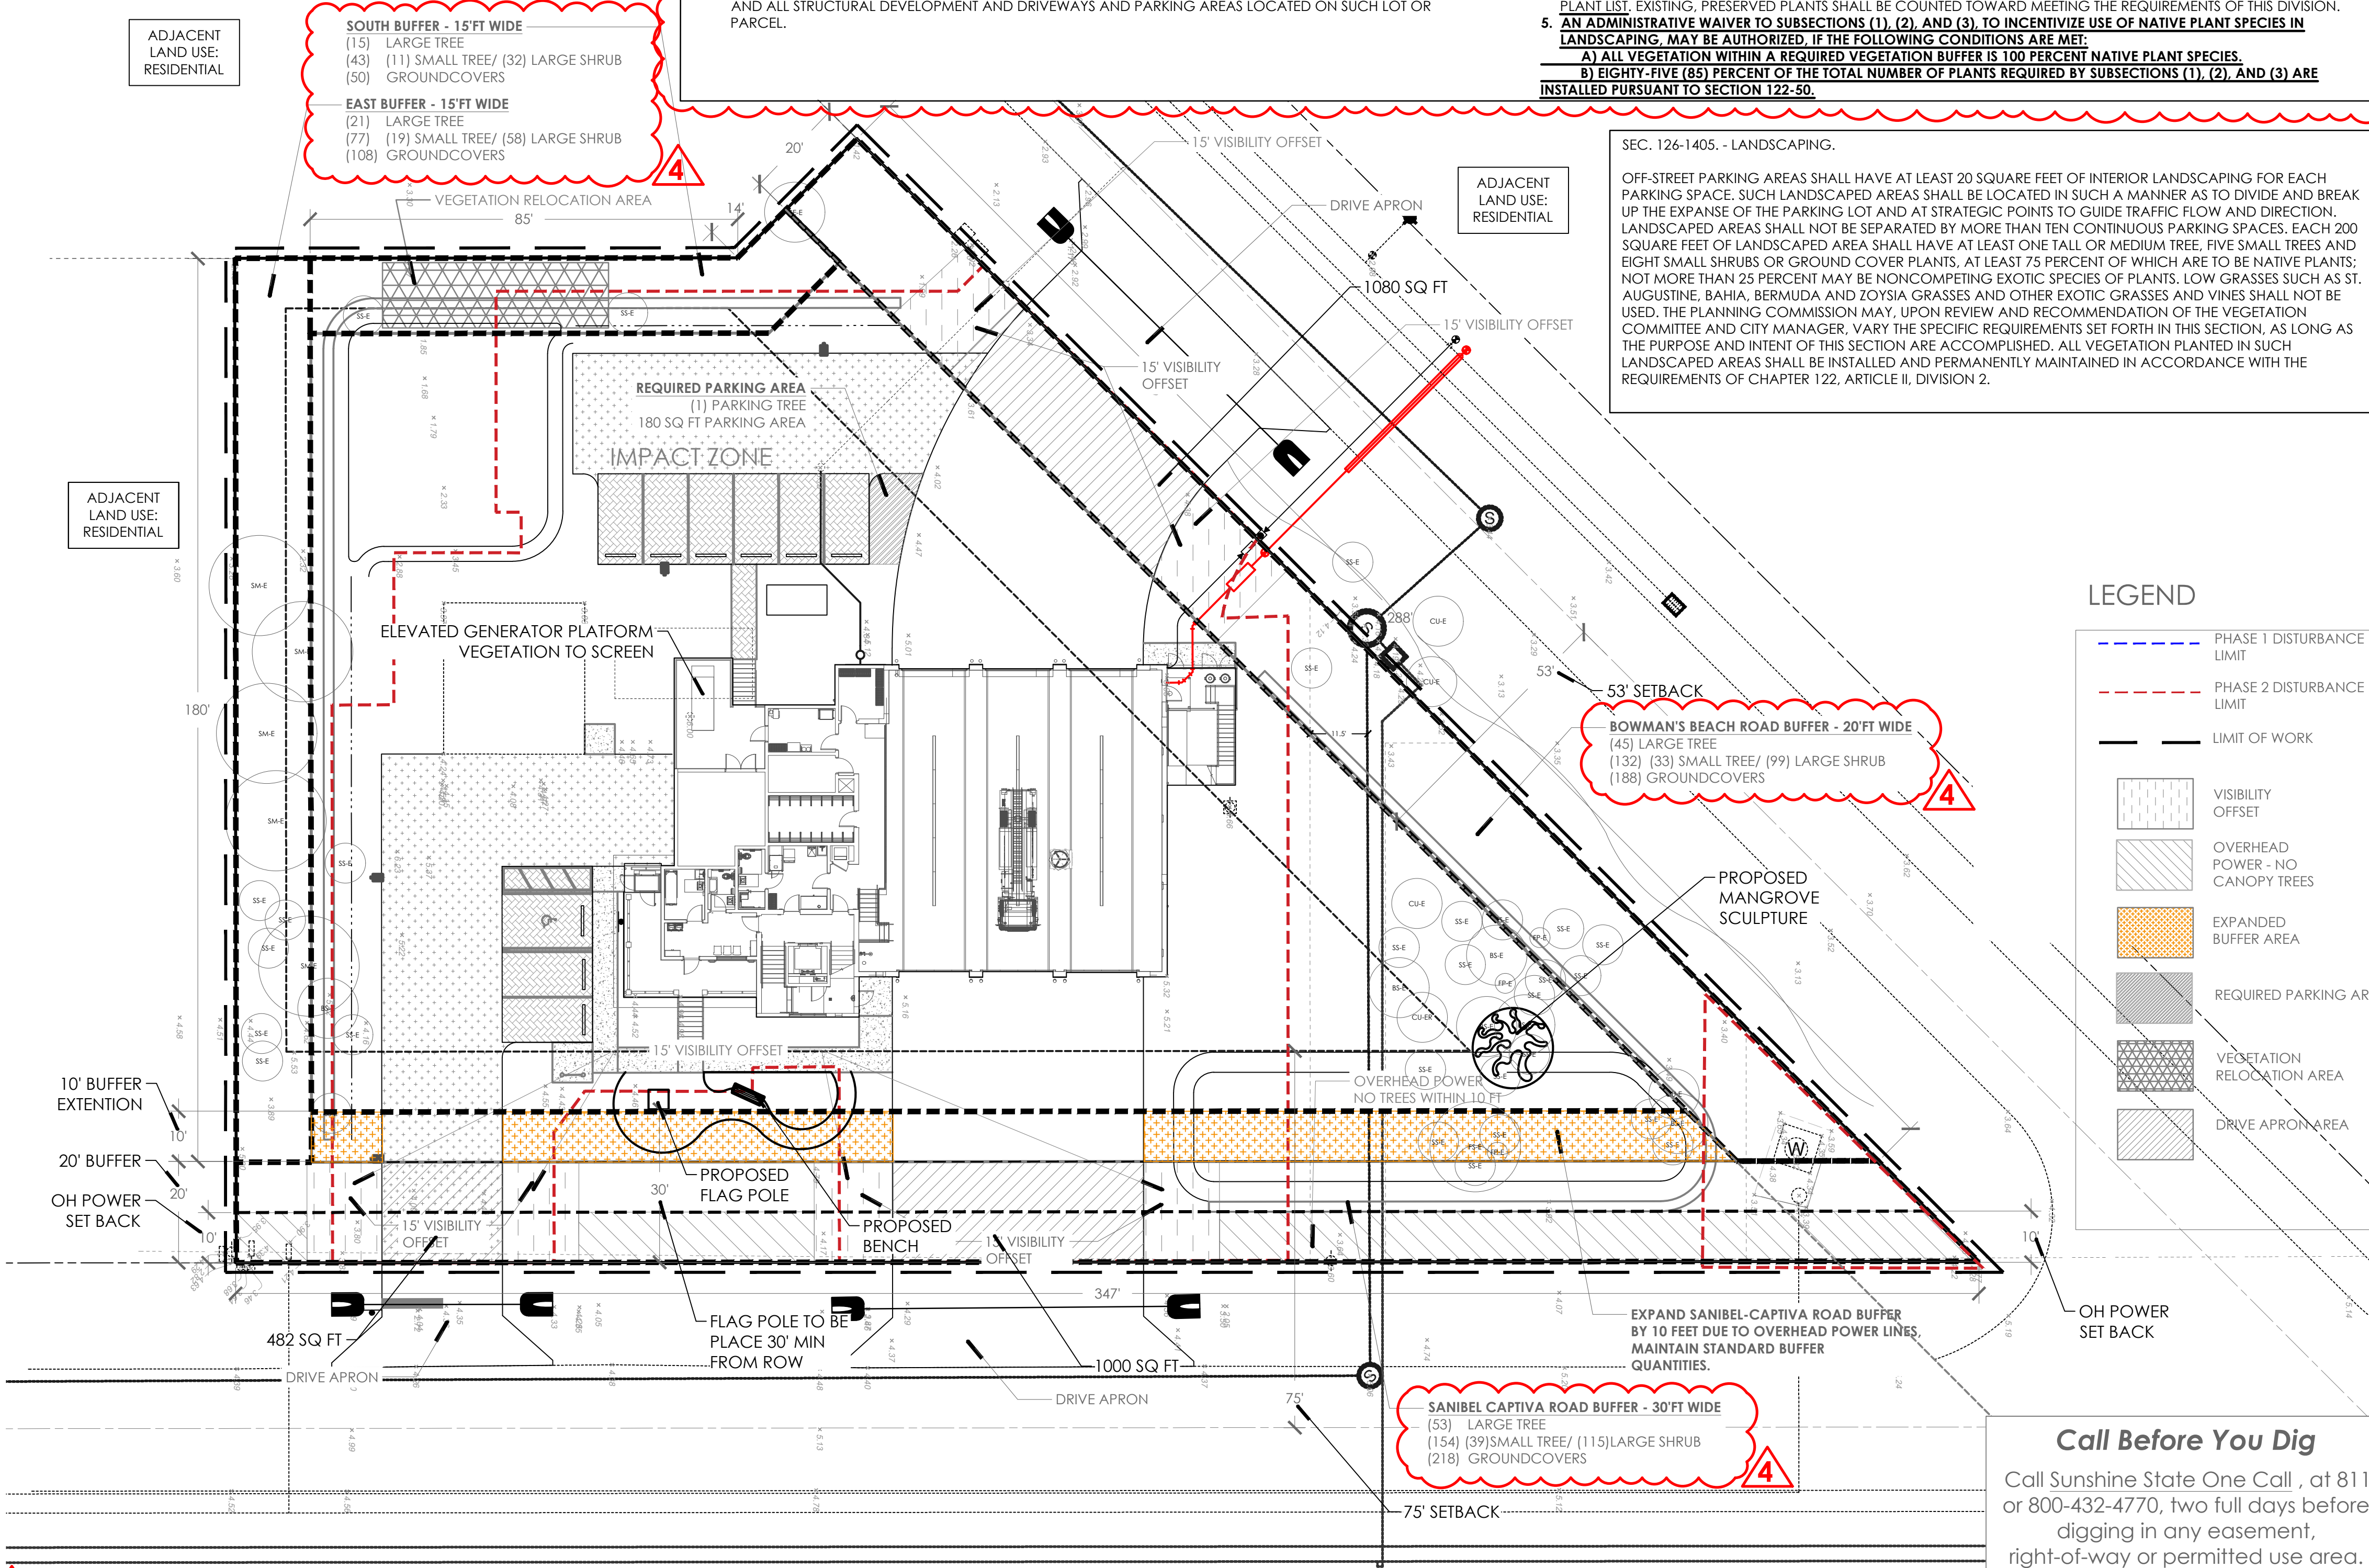 ADJACENT
LAND USE:
RESIDENTIAL
SOUTH BUFFER - 15'FT WIDE
(15) LARGE TREE
(43) (11) SMALL TREE/ (32) LARGE SHRUB
(50) GROUNDCOVERS
EAST BUFFER - 15'FT WIDE
(21) LARGE TREE
(77) (19) SMALL TREE/ (58) LARGE SHRUB
(108) GROUNDCOVERS
4
AND ALL STRUCTURAL DEVELOPMENT AND DRIVEWAYS AND PARKING AREAS LOCATED ON SUCH LOT OR
PARCEL.
PLANT LIST. EXISTING, PRESERVED PLANTS SHALL BE COUNTED TOWARD MEETING THE REQUIREMENTS OF THIS DIVISION.
5. AN ADMINISTRATIVE WAIVER TO SUBSECTIONS (1), (2), AND (3), TO INCENTIVIZE USE OF NATIVE PLANT SPECIES IN
LANDSCAPING, MAY BE AUTHORIZED, IF THE FOLLOWING CONDITIONS ARE MET:
A) ALL VEGETATION WITHIN A REQUIRED VEGETATION BUFFER IS 100 PERCENT NATIVE PLANT SPECIES.
B) EIGHTY-FIVE (85) PERCENT OF THE TOTAL NUMBER OF PLANTS REQUIRED BY SUBSECTIONS (1), (2), AND (3) ARE
INSTALLED PURSUANT TO SECTION 122-50.
SEC. 126-1405. - LANDSCAPING.
OFF-STREET PARKING AREAS SHALL HAVE AT LEAST 20 SQUARE FEET OF INTERIOR LANDSCAPING FOR EACH
PARKING SPACE. SUCH LANDSCAPED AREAS SHALL BE LOCATED IN SUCH A MANNER AS TO DIVIDE AND BREAK
UP THE EXPANSE OF THE PARKING LOT AND AT STRATEGIC POINTS TO GUIDE TRAFFIC FLOW AND DIRECTION.
LANDSCAPED AREAS SHALL NOT BE SEPARATED BY MORE THAN TEN CONTINUOUS PARKING SPACES. EACH 200
SQUARE FEET OF LANDSCAPED AREA SHALL HAVE AT LEAST ONE TALL OR MEDIUM TREE, FIVE SMALL TREES AND
EIGHT SMALL SHRUBS OR GROUND COVER PLANTS, AT LEAST 75 PERCENT OF WHICH ARE TO BE NATIVE PLANTS;
NOT MORE THAN 25 PERCENT MAY BE NONCOMPETING EXOTIC SPECIES OF PLANTS. LOW GRASSES SUCH AS ST.
AUGUSTINE, BAHIA, BERMUDA AND ZOYSIA GRASSES AND OTHER EXOTIC GRASSES AND VINES SHALL NOT BE
USED. THE PLANNING COMMISSION MAY, UPON REVIEW AND RECOMMENDATION OF THE VEGETATION
COMMITTEE AND CITY MANAGER, VARY THE SPECIFIC REQUIREMENTS SET FORTH IN THIS SECTION, AS LONG AS
THE PURPOSE AND INTENT OF THIS SECTION ARE ACCOMPLISHED. ALL VEGETATION PLANTED IN SUCH
LANDSCAPED AREAS SHALL BE INSTALLED AND PERMANENTLY MAINTAINED IN ACCORDANCE WITH THE
REQUIREMENTS OF CHAPTER 122, ARTICLE II, DIVISION 2.
VEGETATION RELOCATION AREA
85'
14'
20'
15' VISIBILITY OFFSET
DRIVE APRON
ADJACENT
LAND USE:
RESIDENTIAL
1080 SQ FT
15' VISIBILITY OFFSET
15' VISIBILITY
OFFSET
REQUIRED PARKING AREA
(1) PARKING TREE
180 SQ FT PARKING AREA
IMPACT ZONE
ADJACENT
LAND USE:
RESIDENTIAL
180'
ELEVATED GENERATOR PLATFORM
VEGETATION TO SCREEN
288'
53'
53' SETBACK
11.5'
BOWMAN'S BEACH ROAD BUFFER - 20'FT WIDE
(45) LARGE TREE
(132) (33) SMALL TREE/ (99) LARGE SHRUB
(188) GROUNDCOVERS
4
PROPOSED
MANGROVE
SCULPTURE
LEGEND
PHASE 1 DISTURBANCE
LIMIT
PHASE 2 DISTURBANCE
LIMIT
LIMIT OF WORK
VISIBILITY
OFFSET
OVERHEAD
POWER - NO
CANOPY TREES
EXPANDED
BUFFER AREA
REQUIRED PARKING AR
VEGETATION
RELOCATION AREA
DRIVE APRON AREA
15' VISIBILITY OFFSET
OVERHEAD POWER
NO TREES WITHIN 10 FT
10' BUFFER
EXTENTION
10'
20' BUFFER
20'
OH POWER
SET BACK
10'
15' VISIBILITY
OFFSET
30'
PROPOSED
FLAG POLE
PROPOSED
BENCH
15' VISIBILITY
OFFSET
W
10'
347'
482 SQ FT
DRIVE APRON
FLAG POLE TO BE
PLACE 30' MIN
FROM ROW
1000 SQ FT
DRIVE APRON
75'
75' SETBACK
EXPAND SANIBEL-CAPTIVA ROAD BUFFER
BY 10 FEET DUE TO OVERHEAD POWER LINES,
MAINTAIN STANDARD BUFFER
QUANTITIES.
OH POWER
SET BACK
SANIBEL CAPTIVA ROAD BUFFER - 30'FT WIDE
(53) LARGE TREE
(154) (39)SMALL TREE/ (115)LARGE SHRUB
(218) GROUNDCOVERS
4
Call Before You Dig
Call Sunshine State One Call , at 811
or 800-432-4770, two full days before
digging in any easement,
right-of-way or permitted use area.